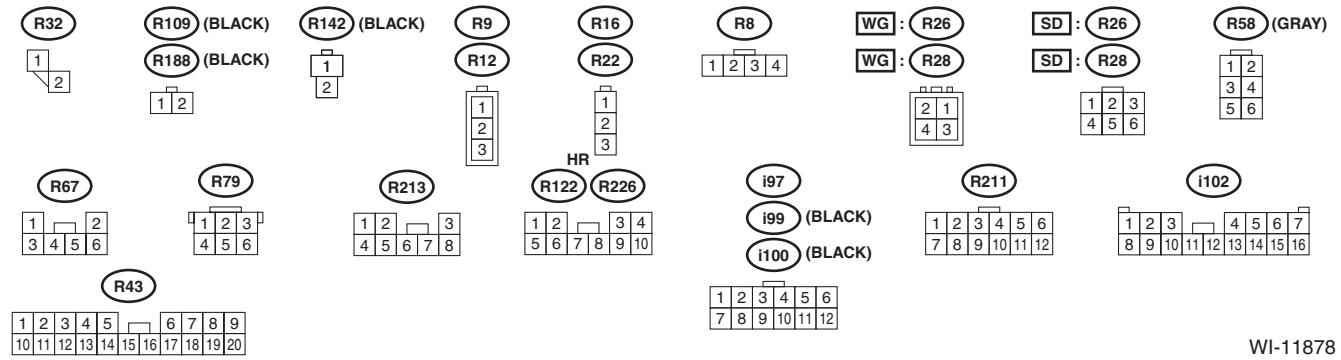 R32 R109 (BLACK) R142 (BLACK) R9 R16 R8 WG : R26 SD : R26 R58 (GRAY)
R188 (BLACK) R12 R22 WG : R28 SD : R28
1
2
1 2
1
2
1
2
3
1
2
3
1 2 3 4
2 1
4 3
1 2 3
4 5 6
1 2
3 4
5 6
HR
R67 R79 R213 R122 R226 i97 R211 i102
i99 (BLACK)
i100 (BLACK)
1 2
3 4 5 6
1 2 3
4 5 6
1 2 3
4 5 6 7 8
1 2 3 4
5 6 7 8 9 10
1 2 3 4 5 6
7 8 9 10 11 12
1 2 3 4 5 6 7
8 9 10 11 12 13 14 15 16
R43
1 2 3 4 5 6 7 8 9
10 11 12 13 14 15 16 17 18 19 20
1 2 3 4 5 6
7 8 9 10 11 12
WI-11878